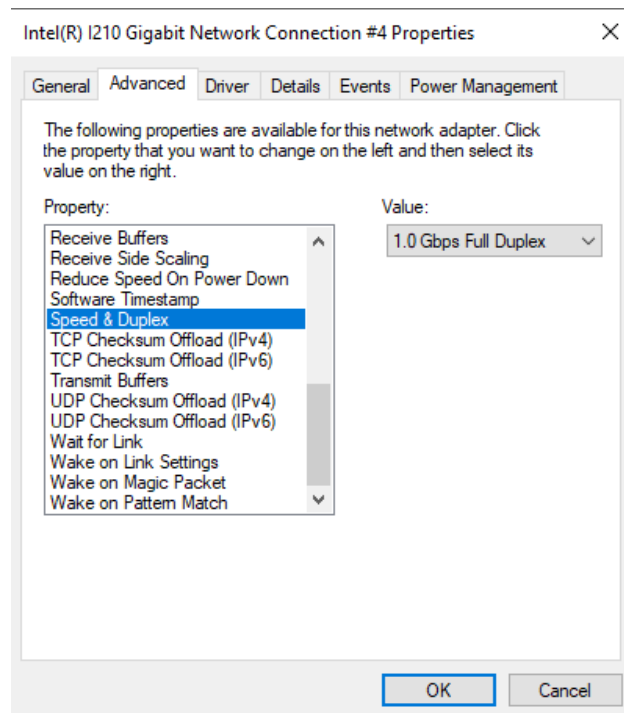 Intel(R) I210 Gigabit Network Connection #4 Properties
General Advanced Driver Details Events Power Management
The following properties are available for this network adapter. Click
the property that you want to change on the left and then select its
value on the right.
Property:
Value:
Receive Buffers
Receive Side Scaling
Reduce Speed On Power Down
Software Timestamp
Speed & Duplex
TCP Checksum Offload (IPv4)
TCP Checksum Offload (IPv6)
Transmit Buffers
UDP Checksum Offload (IPv4)
UDP Checksum Offload (IPv6)
Wait for Link
Wake on Link Settings
Wake on Magic Packet
Wake on Pattern Match
1.0 Gbps Full Duplex
OK
Cancel